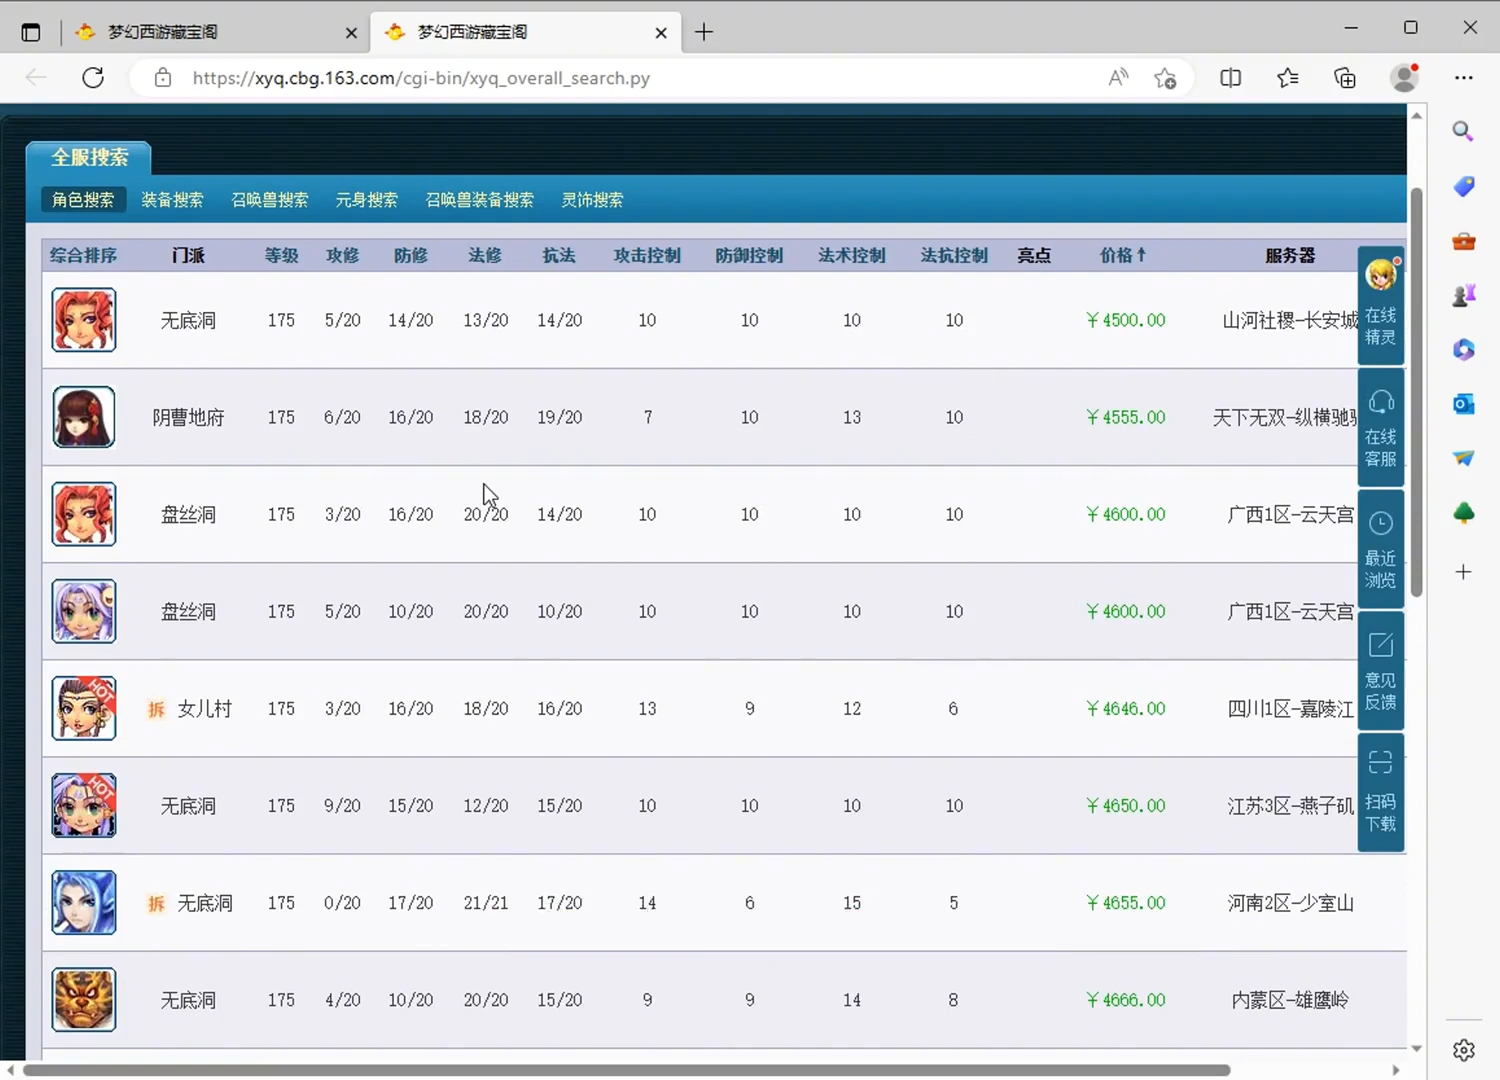 梦幻西游藏宝阁
梦幻西游藏宝阁
https://xyq.cbg.163.com/cgi-bin/xyq_overall_search.py
全服搜索
角色搜索 装备搜索 召唤兽搜索 元身搜索 召唤兽装备搜索 灵饰搜索
综合排序 门派 等级 攻修 防修 法修 抗法 攻击控制 防御控制 法术控制 法抗控制 亮点 价格↑ 服务器
无底洞 175 5/20 14/20 13/20 14/20 10 10 10 10 ￥4500.00 山河社稷-长安城
阴曹地府 175 6/20 16/20 18/20 19/20 7 10 13 10 ￥4555.00 天下无双-纵横驰
盘丝洞 175 3/20 16/20 20/20 14/20 10 10 10 10 ￥4600.00 广西1区-云天宫
盘丝洞 175 5/20 10/20 20/20 10/20 10 10 10 10 ￥4600.00 广西1区-云天宫
HOT 拆 女儿村 175 3/20 16/20 18/20 16/20 13 9 12 6 ￥4646.00 四川1区-嘉陵江
HOT 无底洞 175 9/20 15/20 12/20 15/20 10 10 10 10 ￥4650.00 江苏3区-燕子矶
拆 无底洞 175 0/20 17/20 21/21 17/20 14 6 15 5 ￥4655.00 河南2区-少室山
无底洞 175 4/20 10/20 20/20 15/20 9 9 14 8 ￥4666.00 内蒙区-雄鹰岭
在线
精灵
在线
客服
最近
浏览
意见
反馈
扫码
下载